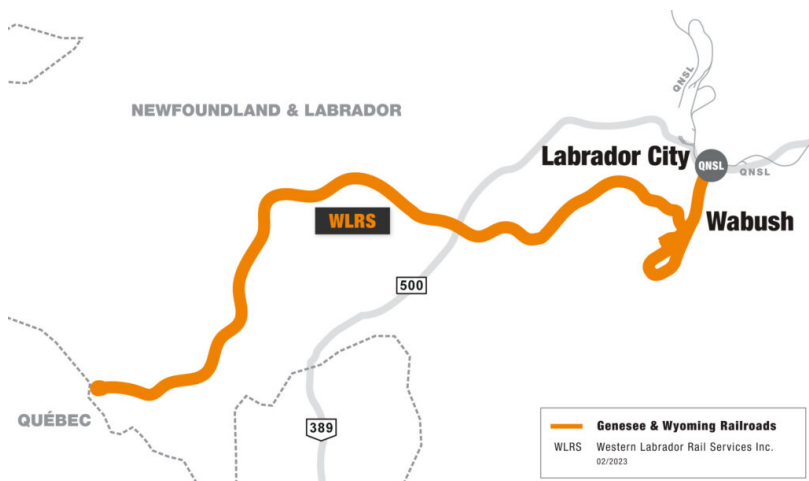 QNSL
NEWFOUNDLAND & LABRADOR
Labrador City
QNSL
QNSL
WLRS
Wabush
500
QUÉBEC
389
Genesee & Wyoming Railroads
WLRS Western Labrador Rail Services Inc.
02/2023